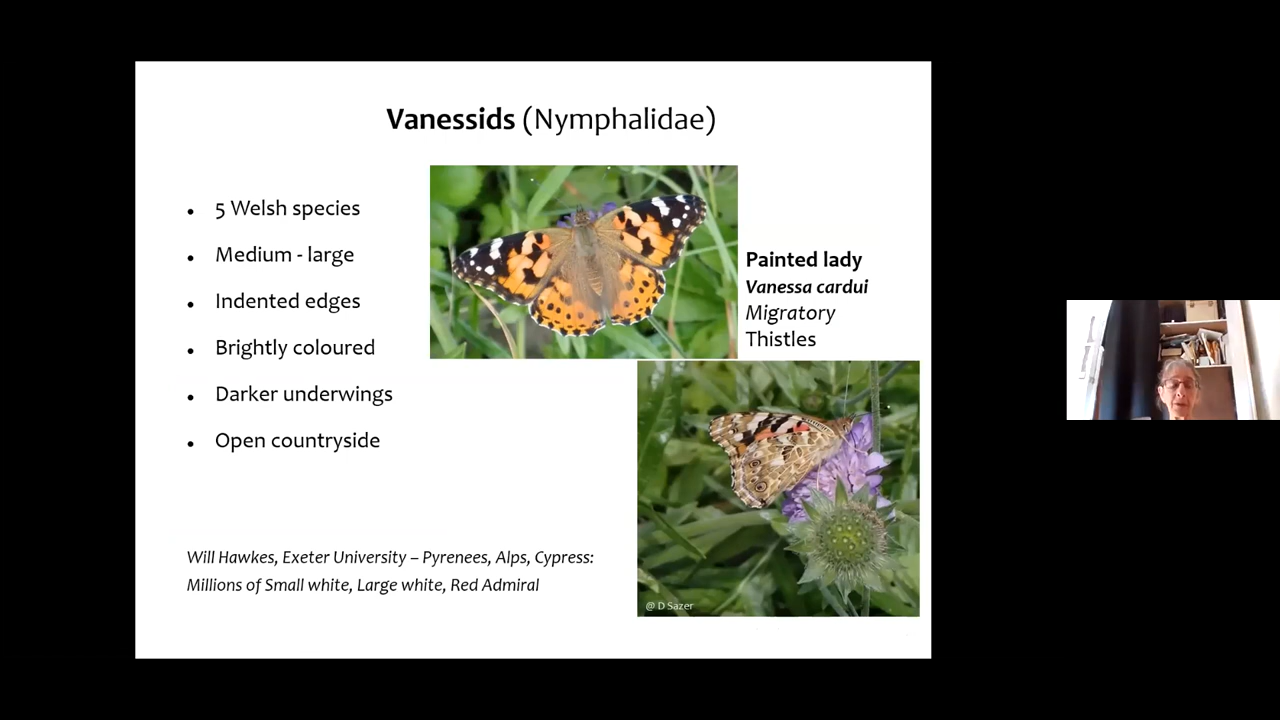 Vanessids (Nymphalidae)
5 Welsh species
Medium - large
Indented edges
Brightly coloured
Darker underwings
Open countryside
Painted lady
Vanessa cardui
Migratory
Thistles
Will Hawkes, Exeter University – Pyrenees, Alps, Cypress:
Millions of Small white, Large white, Red Admiral
@ D Sazer